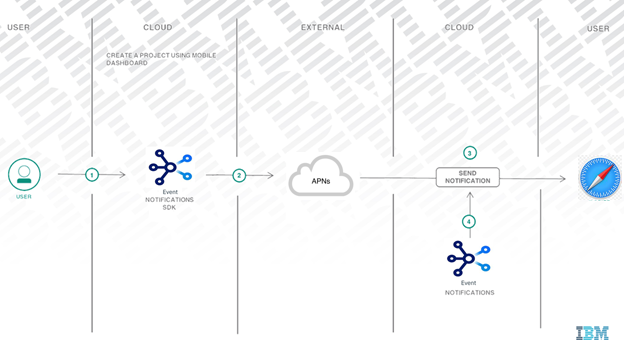 USER
CLOUD
EXTERNAL
CLOUD
USER
CREATE A PROJECT USING MOBILE
DASHBOARD
1
2
3
4
USER
Event
NOTIFICATIONS
SDK
APNs
SEND
NOTIFICATION
Event
NOTIFICATIONS
IBM